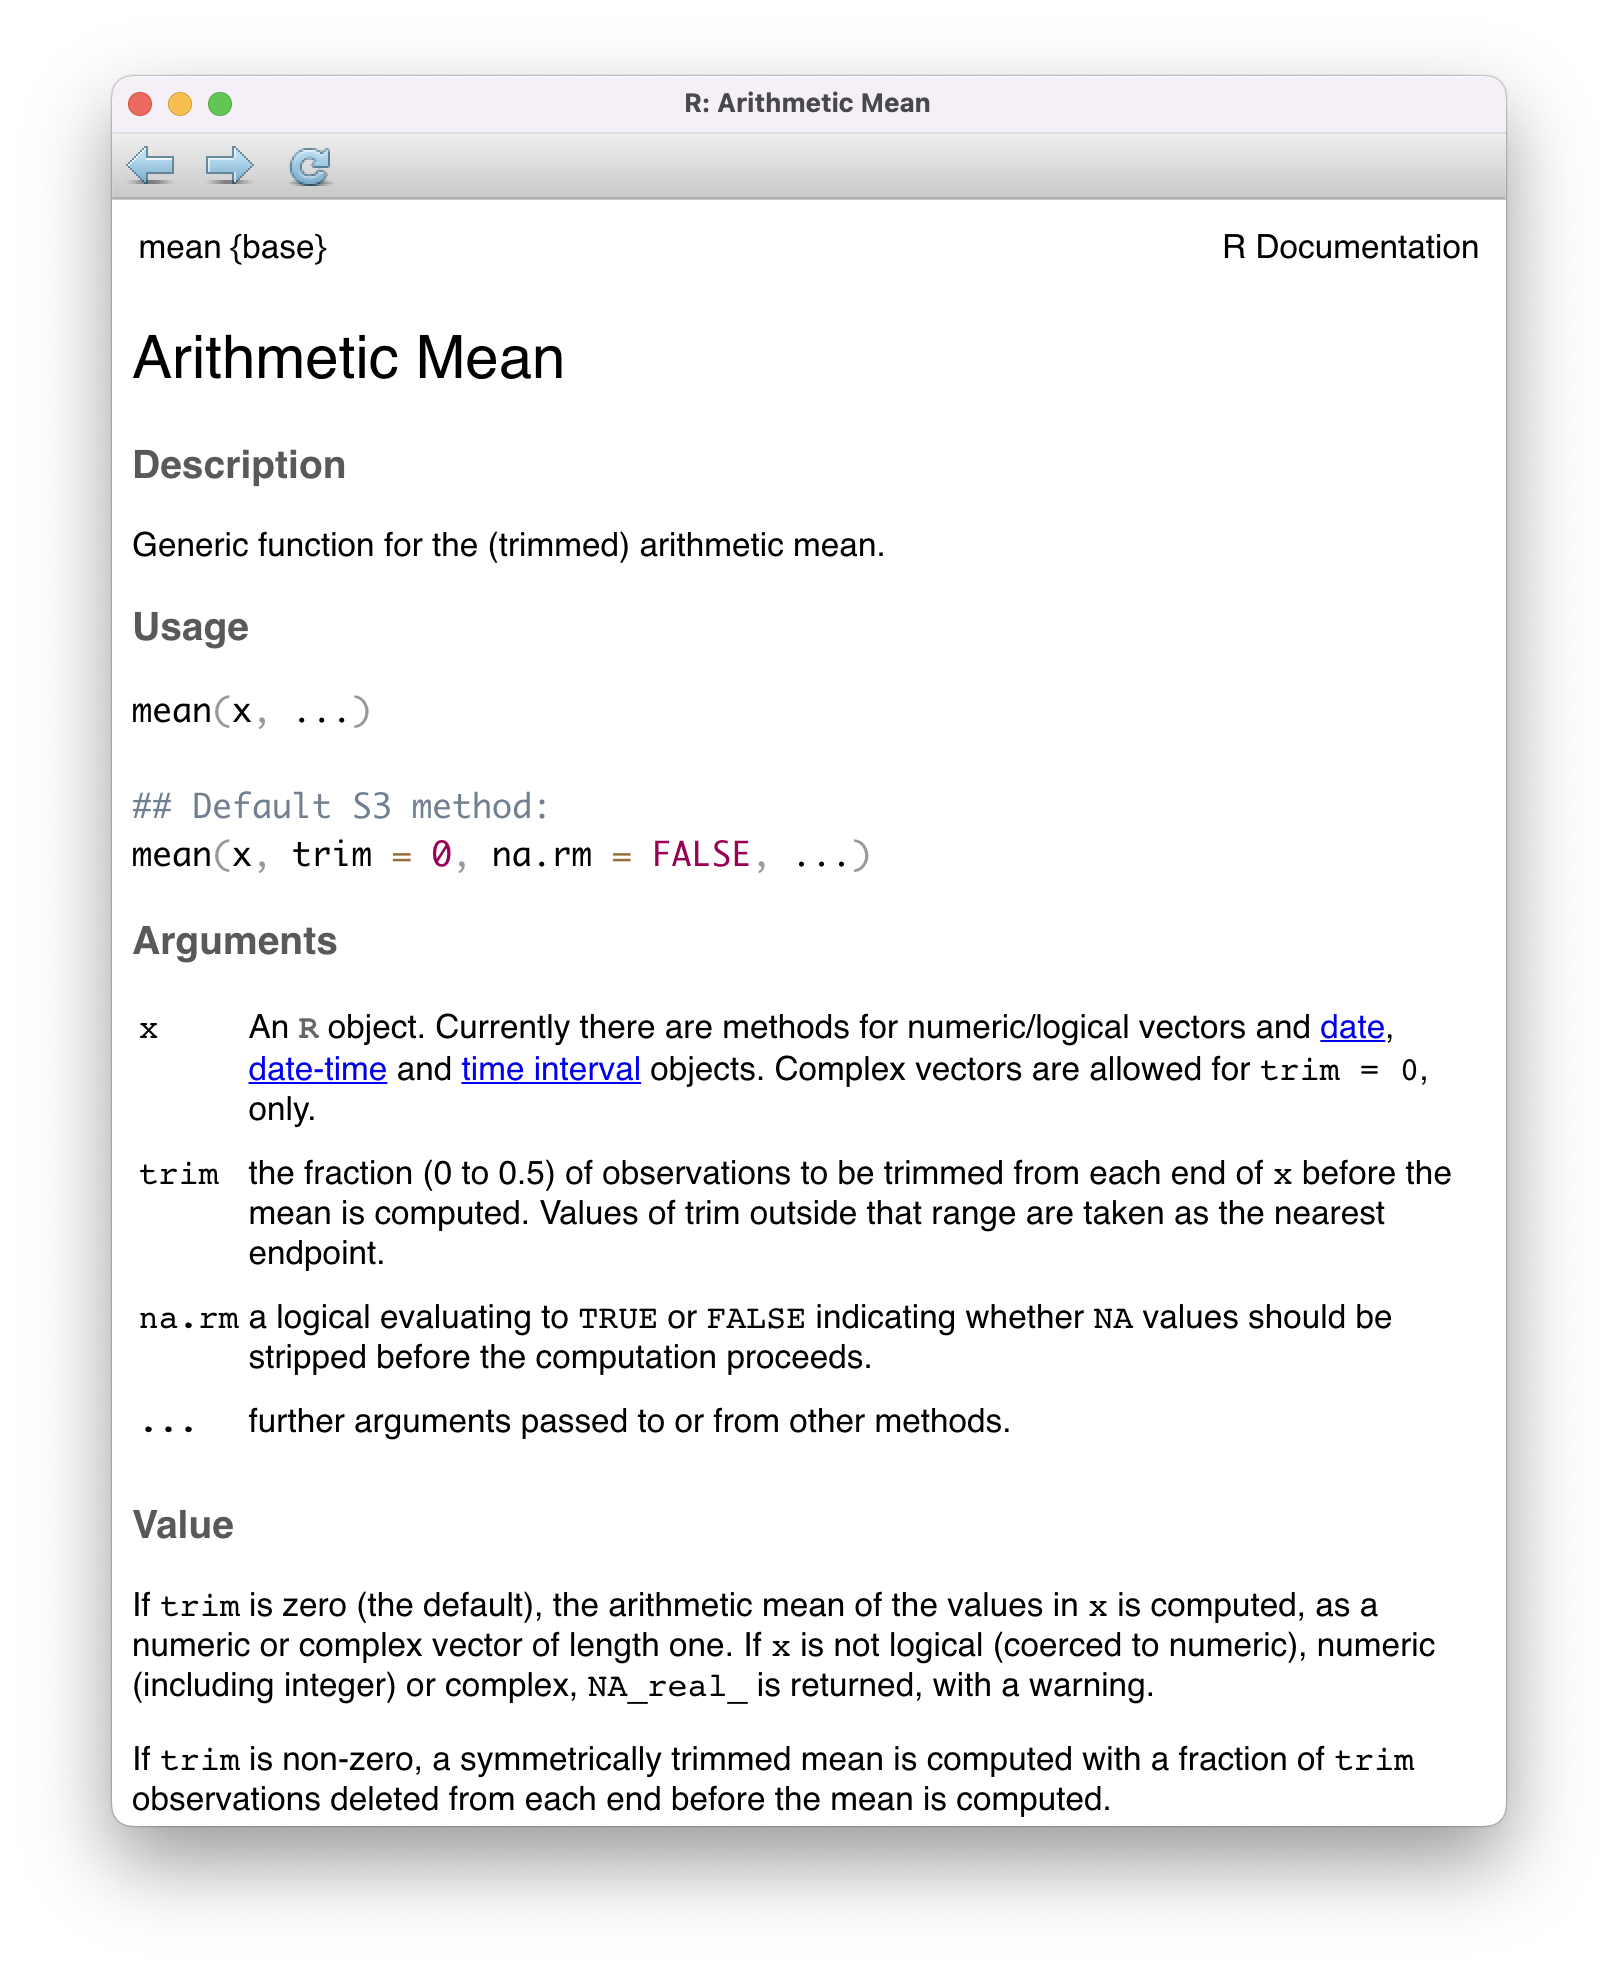 R: Arithmetic Mean
mean {base}
R Documentation
Arithmetic Mean
Description
Generic function for the (trimmed) arithmetic mean.
Usage
mean(x, ...)
## Default S3 method:
mean(x, trim = 0, na.rm = FALSE, ...)
Arguments
x An R object. Currently there are methods for numeric/logical vectors and date,
date-time and time interval objects. Complex vectors are allowed for trim = 0,
only.
trim the fraction (0 to 0.5) of observations to be trimmed from each end of x before the
mean is computed. Values of trim outside that range are taken as the nearest
endpoint.
na.rm a logical evaluating to TRUE or FALSE indicating whether NA values should be
stripped before the computation proceeds.
... further arguments passed to or from other methods.
Value
If trim is zero (the default), the arithmetic mean of the values in x is computed, as a
numeric or complex vector of length one. If x is not logical (coerced to numeric), numeric
(including integer) or complex, NA_real_ is returned, with a warning.
If trim is non-zero, a symmetrically trimmed mean is computed with a fraction of trim
observations deleted from each end before the mean is computed.